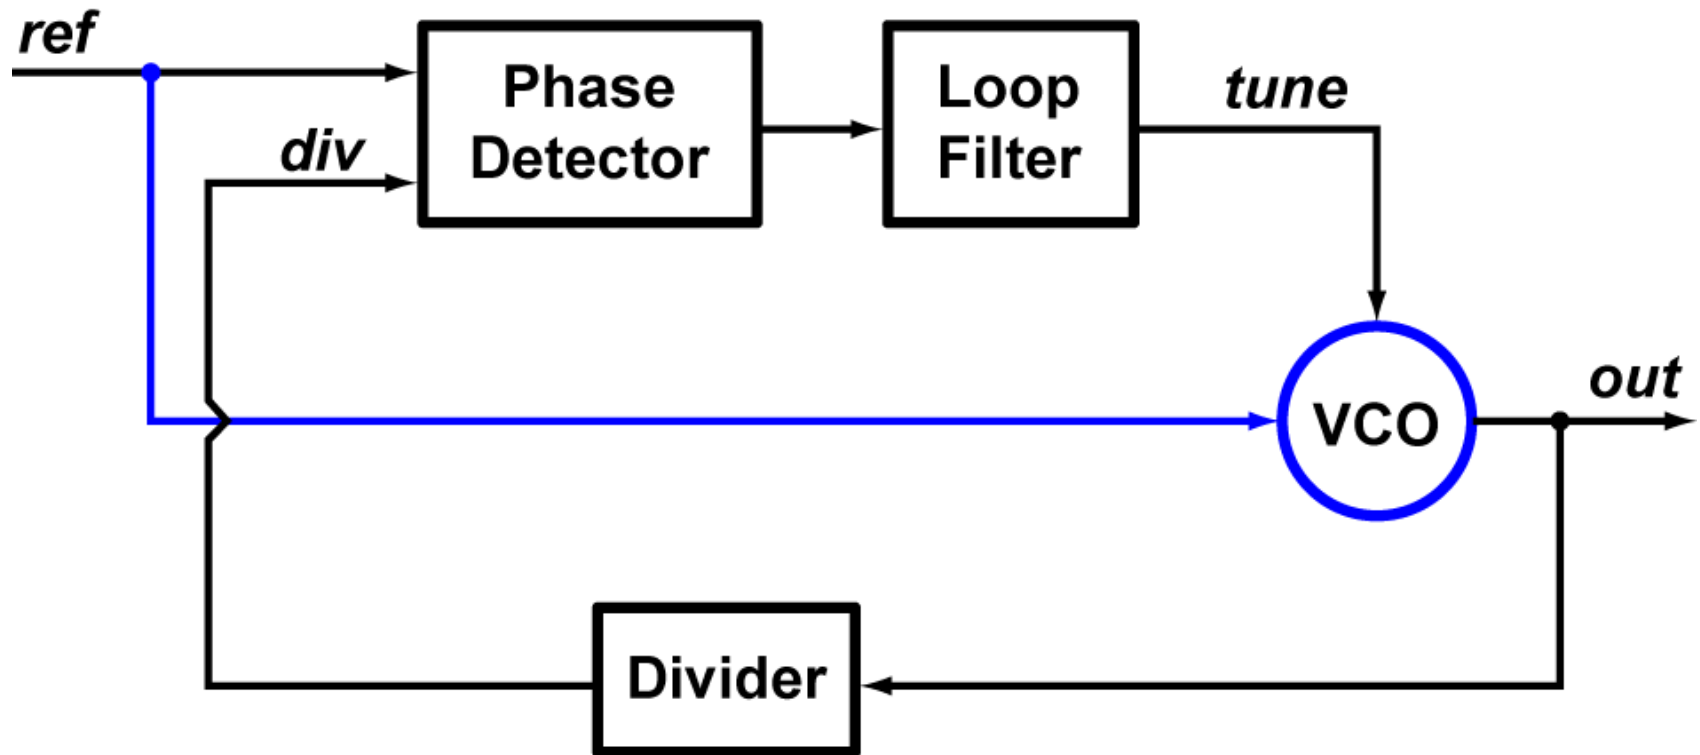 ref
Phase
Detector
Loop
Filter
tune
div
out
VCO
Divider